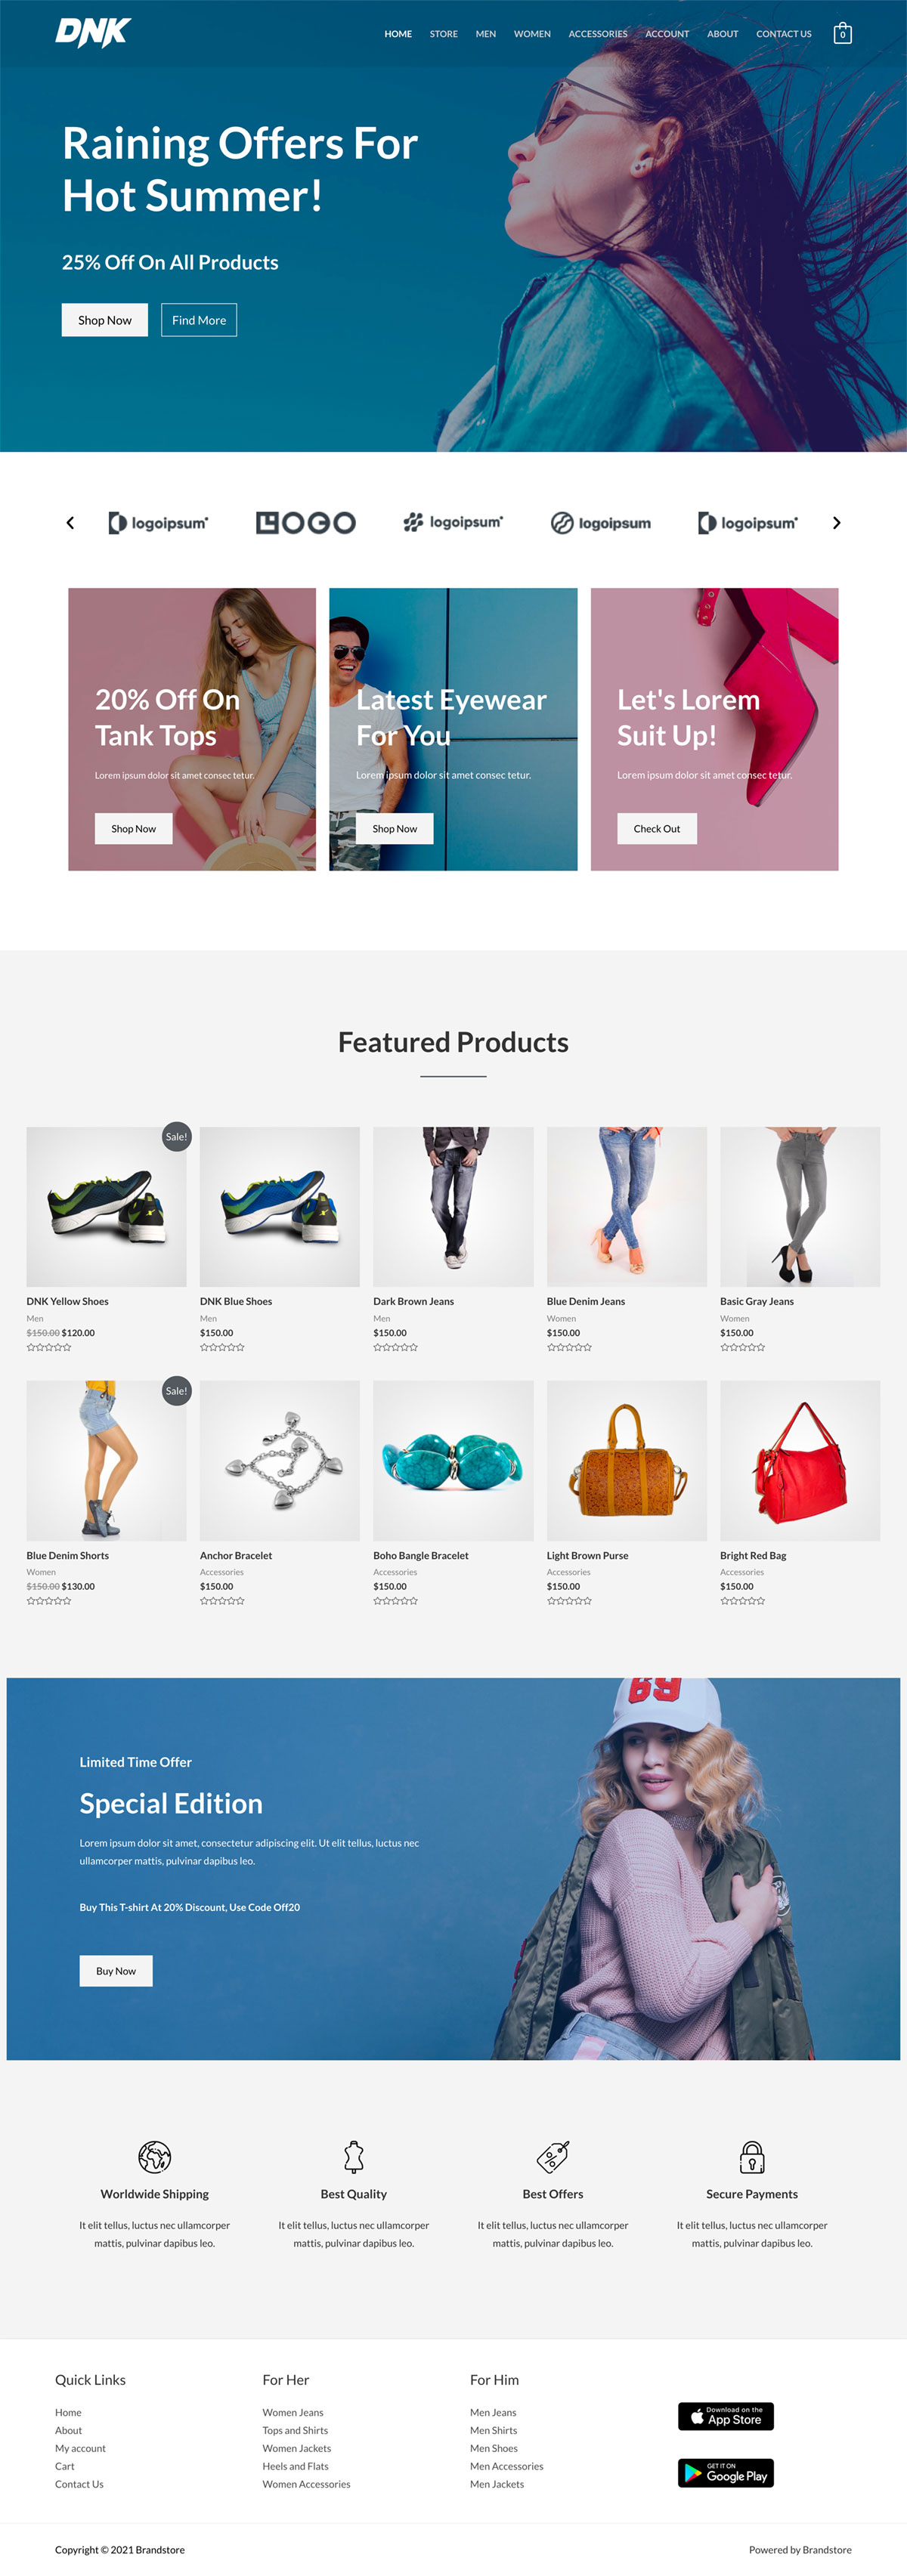 DNK
HOME STORE MEN WOMEN ACCESSORIES ACCOUNT ABOUT CONTACT US 0
Raining Offers For
Hot Summer!
25% Off On All Products
Shop Now
Find More
logoipsum
LOGO
logoipsum
logoipsum
logoipsum
20% Off On
Tank Tops
Lorem ipsum dolor sit amet consec tetur.
Shop Now
Latest Eyewear
For You
Lorem ipsum dolor sit amet consec tetur.
Shop Now
Let's Lorem
Suit Up!
Lorem ipsum dolor sit amet consec tetur.
Check Out
Featured Products
Sale!
DNK Yellow Shoes
Men
$150.00 $120.00
DNK Blue Shoes
Men
$150.00
Dark Brown Jeans
Men
$150.00
Blue Denim Jeans
Women
$150.00
Basic Gray Jeans
Women
$150.00
Sale!
Blue Denim Shorts
Women
$150.00 $130.00
Anchor Bracelet
Accessories
$150.00
Boho Bangle Bracelet
Accessories
$150.00
Light Brown Purse
Accessories
$150.00
Bright Red Bag
Accessories
$150.00
69
Limited Time Offer
Special Edition
Lorem ipsum dolor sit amet, consectetur adipiscing elit. Ut elit tellus, luctus nec
ullamcorper mattis, pulvinar dapibus leo.
Buy This T-shirt At 20% Discount, Use Code Off20
Buy Now
Worldwide Shipping
It elit tellus, luctus nec ullamcorper
mattis, pulvinar dapibus leo.
Best Quality
It elit tellus, luctus nec ullamcorper
mattis, pulvinar dapibus leo.
Best Offers
It elit tellus, luctus nec ullamcorper
mattis, pulvinar dapibus leo.
Secure Payments
It elit tellus, luctus nec ullamcorper
mattis, pulvinar dapibus leo.
Quick Links
Home
About
My account
Cart
Contact Us
For Her
Women Jeans
Tops and Shirts
Women Jackets
Heels and Flats
Women Accessories
For Him
Men Jeans
Men Shirts
Men Shoes
Men Accessories
Men Jackets
Download on the
App Store
GET IT ON
Google Play
Copyright © 2021 Brandstore
Powered by Brandstore